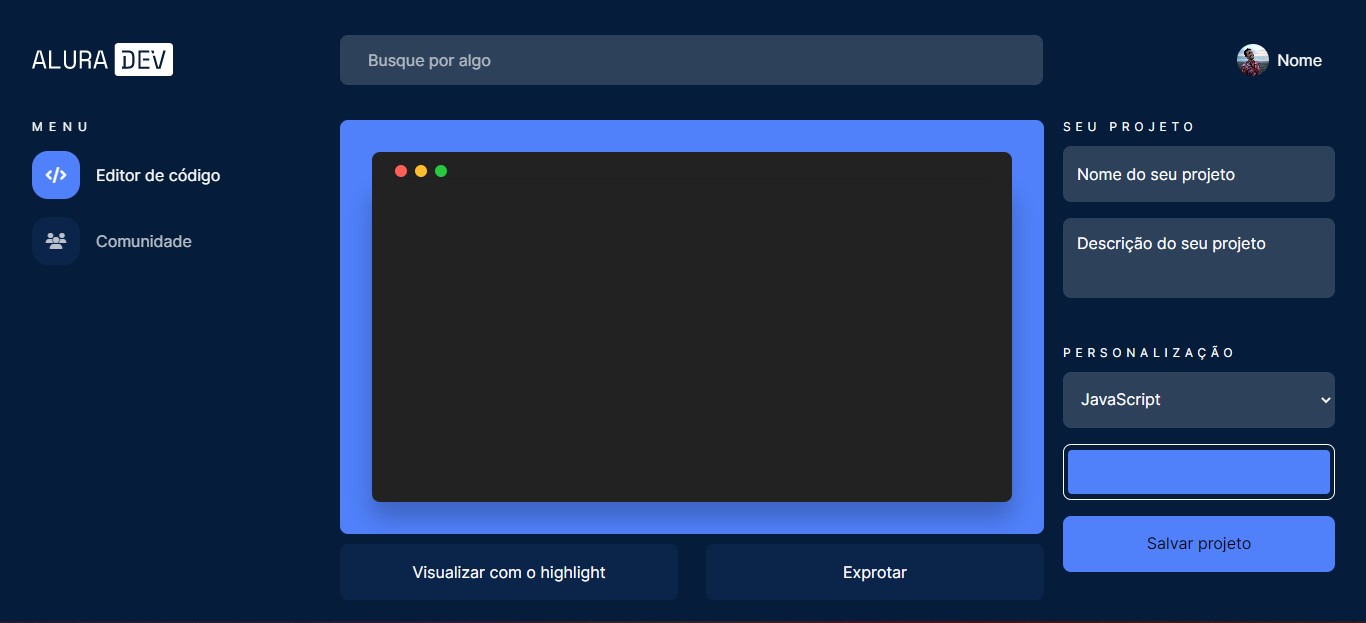 ALURA DEV
Busque por algo
Nome
MENU
Editor de código
Comunidade
SEU PROJETO
Nome do seu projeto
Descrição do seu projeto
PERSONALIZAÇÃO
JavaScript
Salvar projeto
Visualizar com o highlight
Exprotar